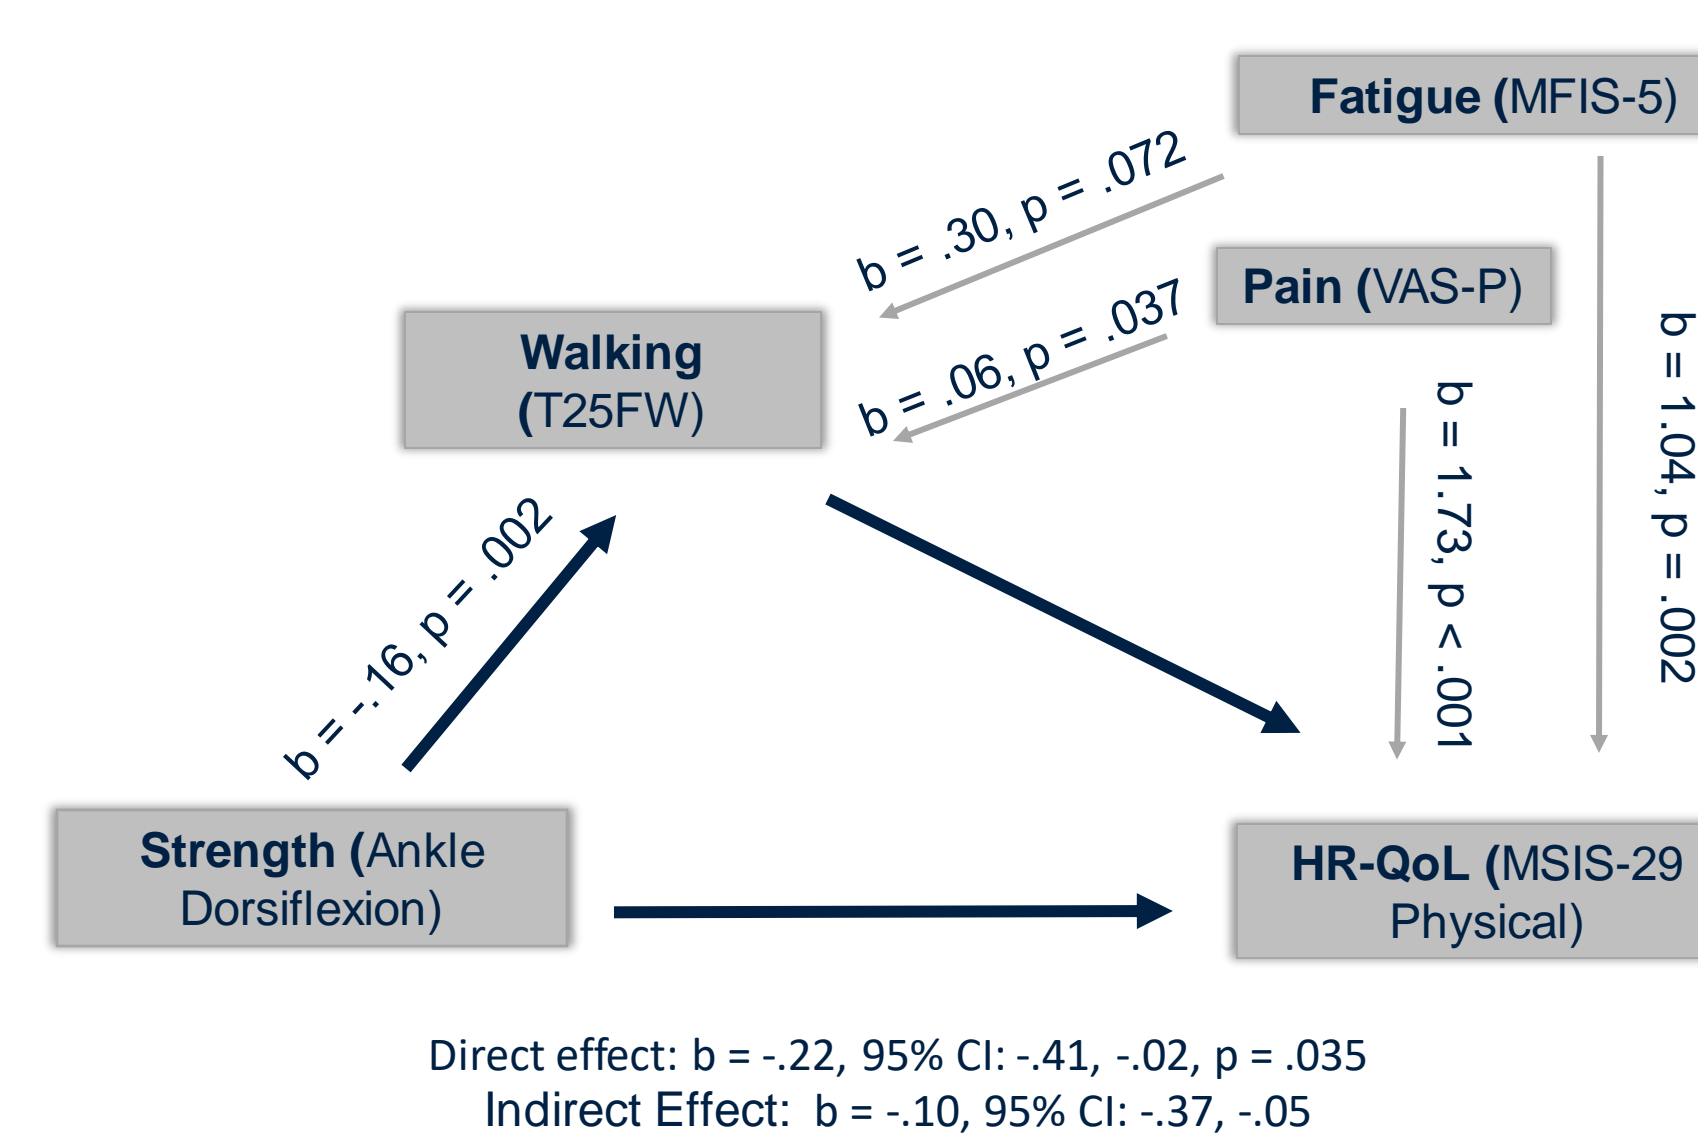 Fatigue (MFIS-5)
b = .30, p = .072
Pain (VAS-P)
b = .06, p = .037
Walking
(T25FW)
b = 1.04, p = .002
b = 1.73, p < .001
b = -.16, p = .002
Strength (Ankle
Dorsiflexion)
HR-QoL (MSIS-29
Physical)
Direct effect: b = -.22, 95% CI: -.41, -.02, p = .035
Indirect Effect: b = -.10, 95% CI: -.37, -.05